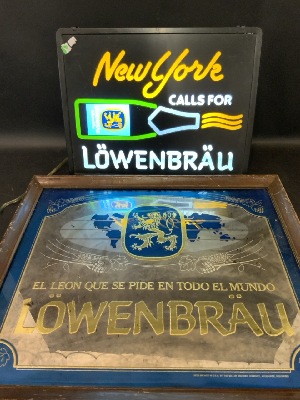 New York
CALLS FOR
LÖWENBRÄU
EL LEON QUE SE PIDE EN TODO EL MUNDO
LÖWENBRÄU